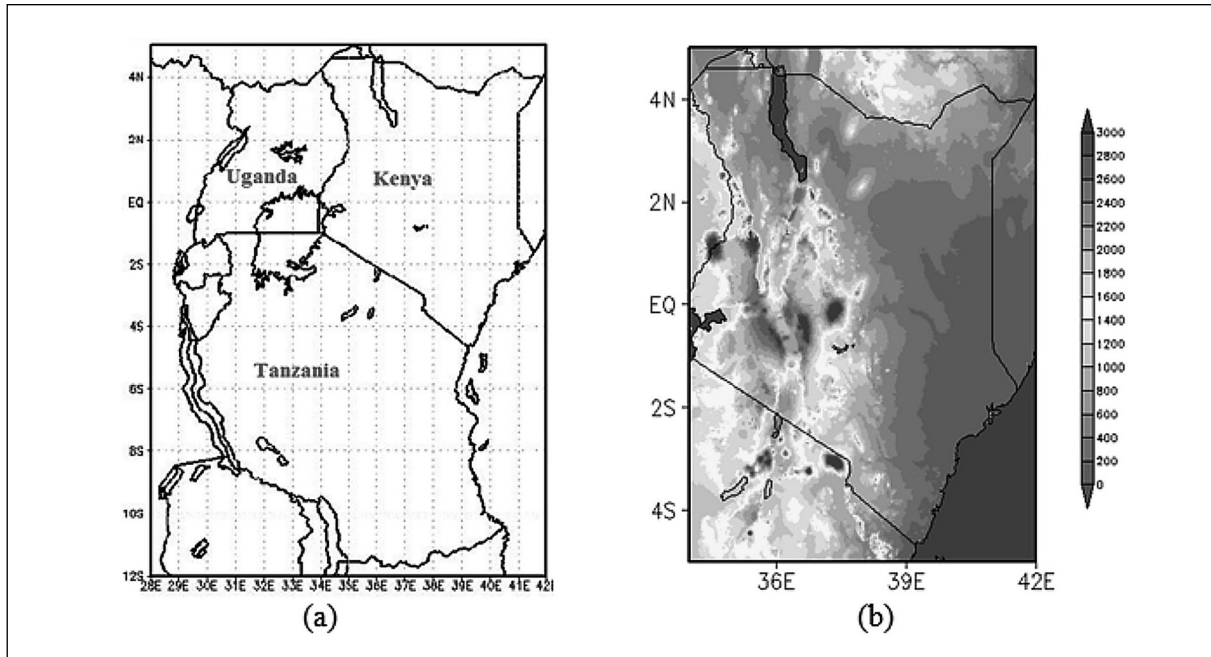 4N
2N
EQ
2S
4S
6S
8S
10S
12S
28E 29E 30E 31E 32E 33E 34E 35E 36E 37E 38E 39E 40E 41E 42E
Uganda
Kenya
Tanzania
(a)
4N
2N
EQ
2S
4S
36E 39E 42E
(b)
3000
2800
2600
2400
2200
2000
1800
1600
1400
1200
1000
800
600
400
200
0